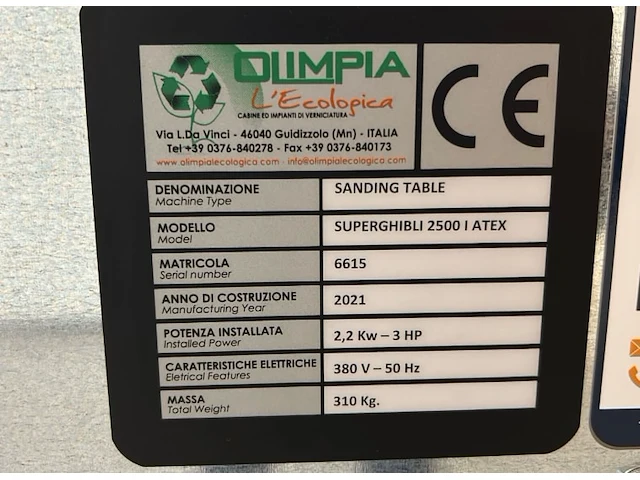 OLIMPIA
L'Ecologica
CABINE ED IMPIANTI DI VERNICIATURA
Via L.Da Vinci - 46040 Guidizzolo (Mn) - ITALIA
Tel +39 0376-840278 - Fax +39 0376-840173
www.olimpialecologica.com - info@olimpialecologica.com
CE
DENOMINAZIONE SANDING TABLE
Machine Type
MODELLO SUPERGHIBLI 2500 I ATEX
Model
MATRICOLA 6615
Serial number
ANNO DI COSTRUZIONE 2021
Manufacturing Year
POTENZA INSTALLATA 2,2 Kw – 3 HP
Installed Power
CARATTERISTICHE ELETTRICHE 380 V – 50 Hz
Eletrical Features
MASSA 310 Kg.
Total Weight